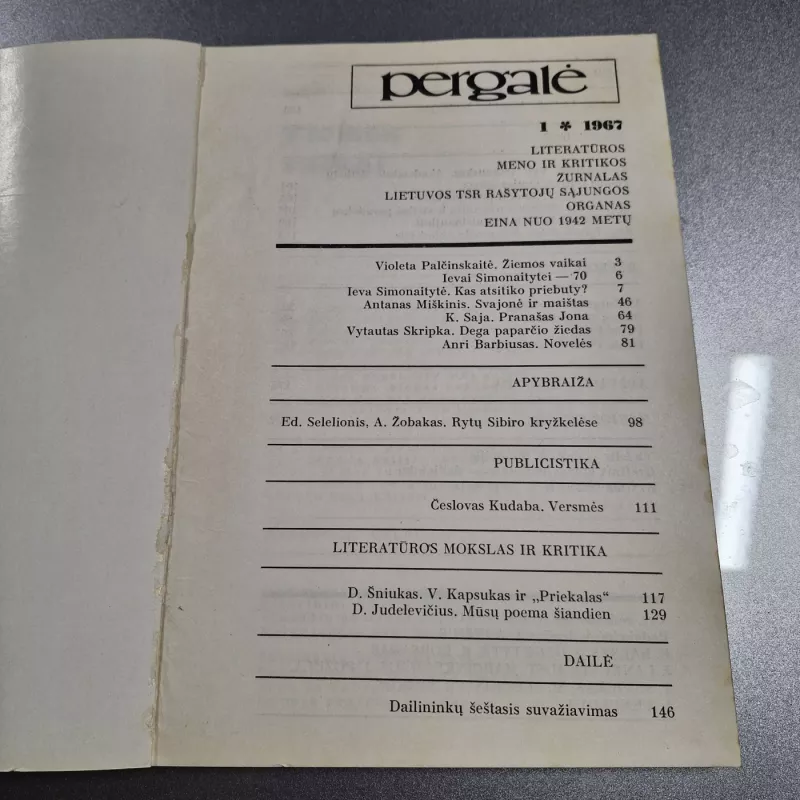 pergalė
1 * 1967
LITERATŪROS
MENO IR KRITIKOS
ŽURNALAS
LIETUVOS TSR RAŠYTOJŲ SĄJUNGOS
ORGANAS
EINA NUO 1942 METŲ
Violeta Palčinskaitė. Žiemos vaikai 3
Ievai Simonaitytei — 70 6
Ieva Simonaitytė. Kas atsitiko priebuty? 7
Antanas Miškinis. Svajonė ir maištas 46
K. Saja. Pranašas Jona 64
Vytautas Skripka. Dega paparčio žiedas 79
Anri Barbiusas. Novelės 81
APYBRAIŽA
Ed. Selelionis, A. Žobakas. Rytų Sibiro kryžkelėse 98
PUBLICISTIKA
Česlovas Kudaba. Versmės 111
LITERATŪROS MOKSLAS IR KRITIKA
D. Šniukas. V. Kapsukas ir „Priekalas“ 117
D. Judelevičius. Mūsų poema šiandien 129
DAILĖ
Dailininkų šeštasis suvažiavimas 146